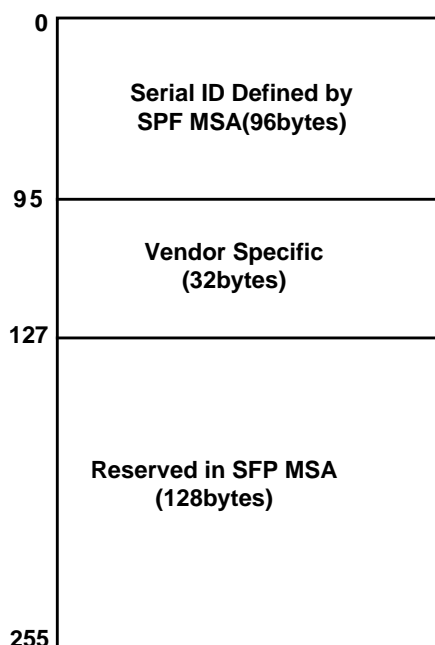 0
Serial ID Defined by
SPF MSA(96bytes)
95
Vendor Specific
(32bytes)
127
Reserved in SFP MSA
(128bytes)
255